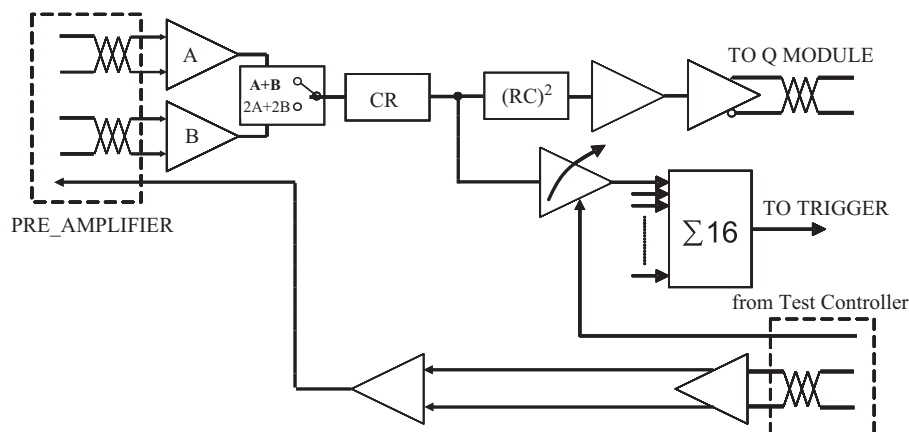 A
B
A+B
2A+2B
CR
(RC)²
TO Q MODULE
PRE_AMPLIFIER
∑16
TO TRIGGER
from Test Controller